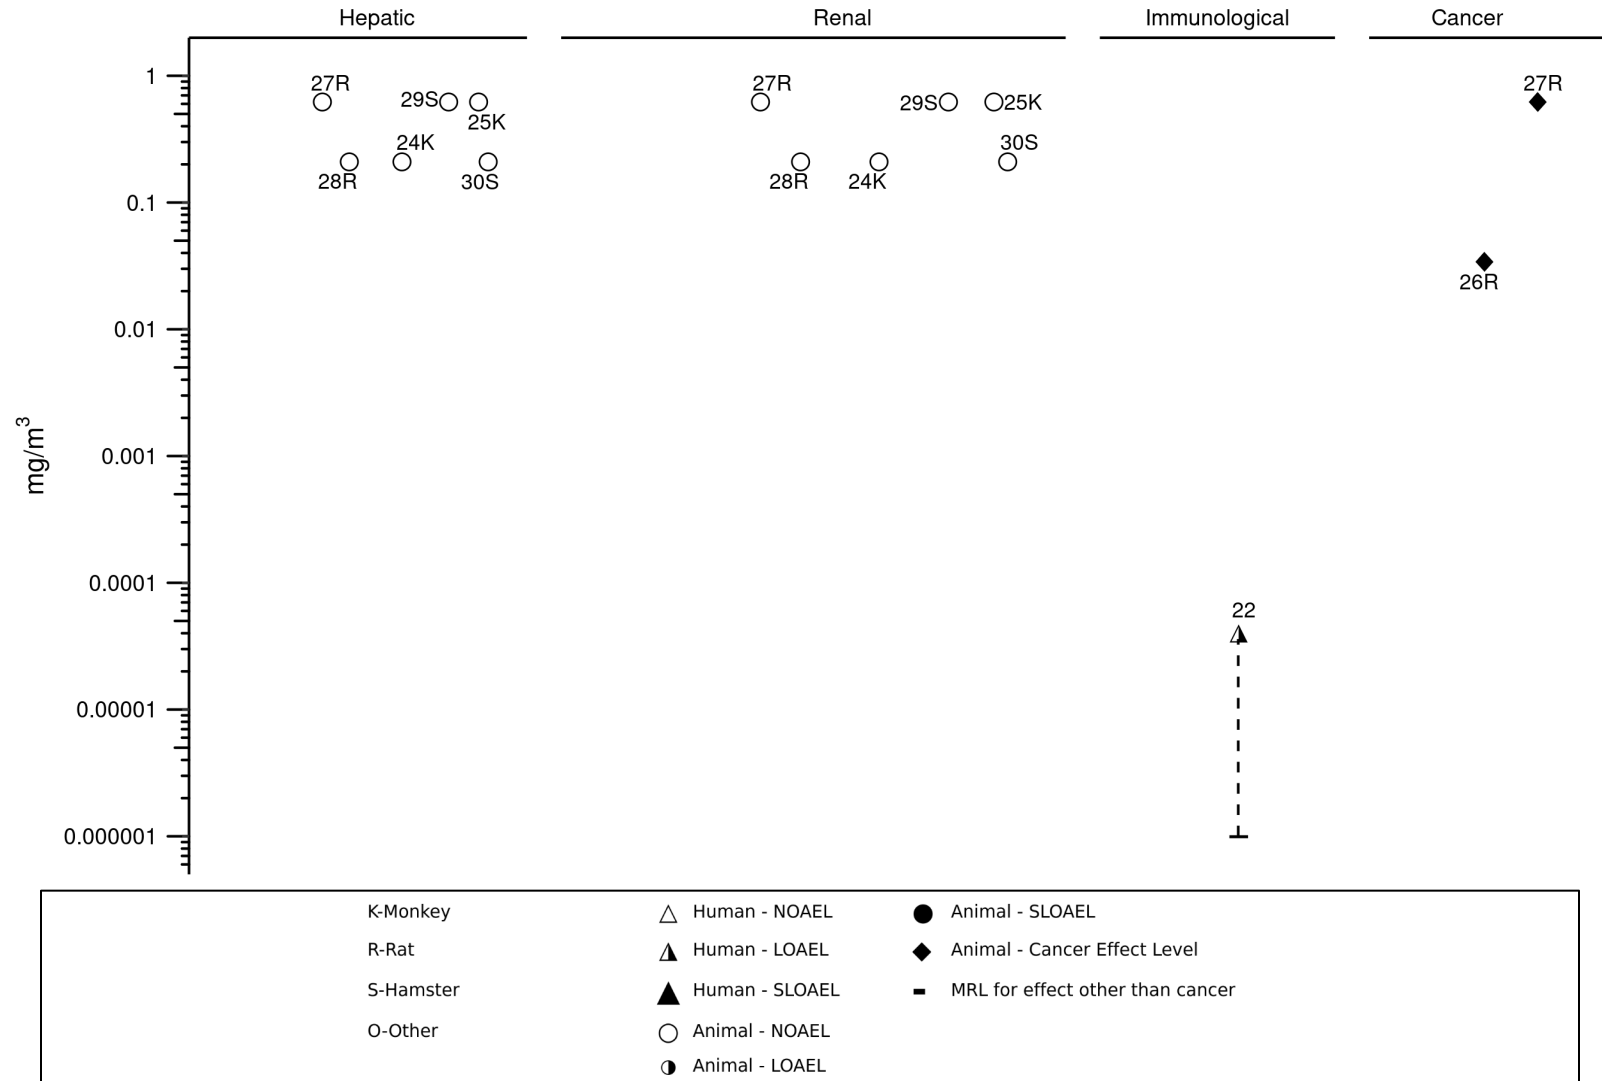 Hepatic Renal Immunological Cancer
1
27R 27R 27R
29S 29S 25K
25K
24K 30S
28R 30S 28R 24K
0.1
26R
0.01
mg/m3
0.001
0.0001
22
0.00001
0.000001
K-Monkey Human - NOAEL Animal - SLOAEL
R-Rat Human - LOAEL Animal - Cancer Effect Level
S-Hamster Human - SLOAEL MRL for effect other than cancer
O-Other Animal - NOAEL
Animal - LOAEL